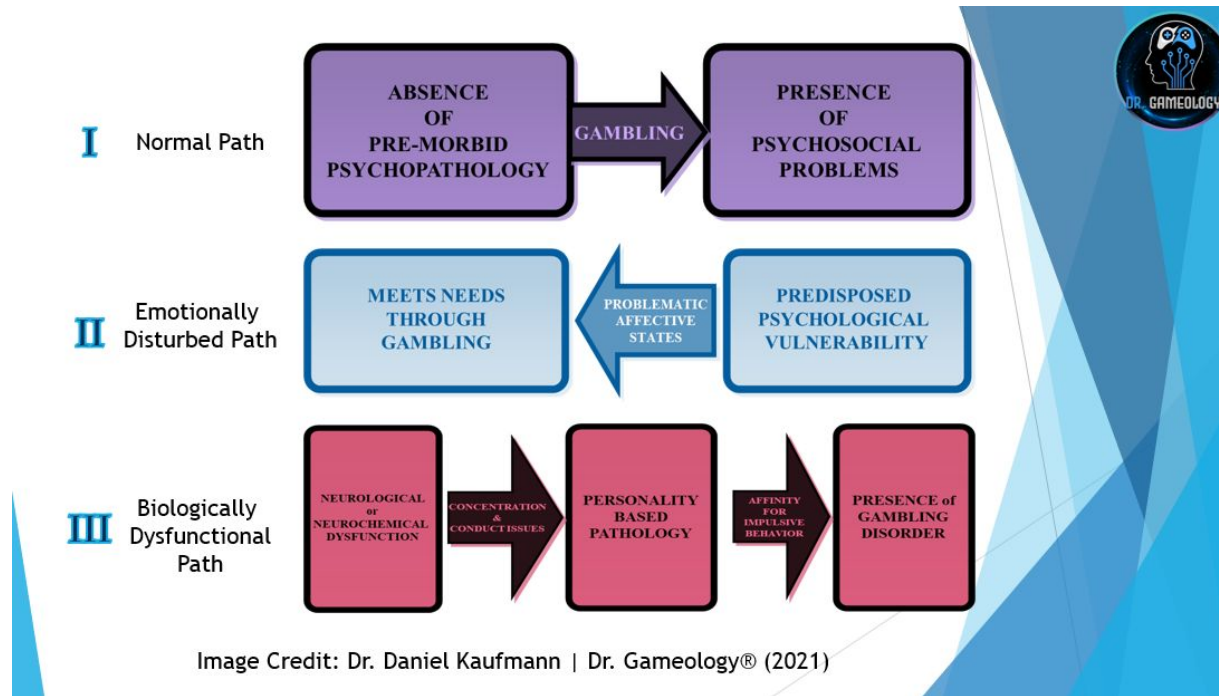 DR. GAMEOLOGY
I
Normal Path
ABSENCE
OF
PRE-MORBID
PSYCHOPATHOLOGY
GAMBLING
PRESENCE
OF
PSYCHOSOCIAL
PROBLEMS
II
Emotionally
Disturbed Path
MEETS NEEDS
THROUGH
GAMBLING
PROBLEMATIC
AFFECTIVE
STATES
PREDISPOSED
PSYCHOLOGICAL
VULNERABILITY
III
Biologically
Dysfunctional
Path
NEUROLOGICAL
or
NEUROCHEMICAL
DYSFUNCTION
CONCENTRATION
&
CONDUCT ISSUES
PERSONALITY
BASED
PATHOLOGY
AFFINITY
FOR
IMPULSIVE
BEHAVIOR
PRESENCE of
GAMBLING
DISORDER
Image Credit: Dr. Daniel Kaufmann | Dr. Gameology® (2021)